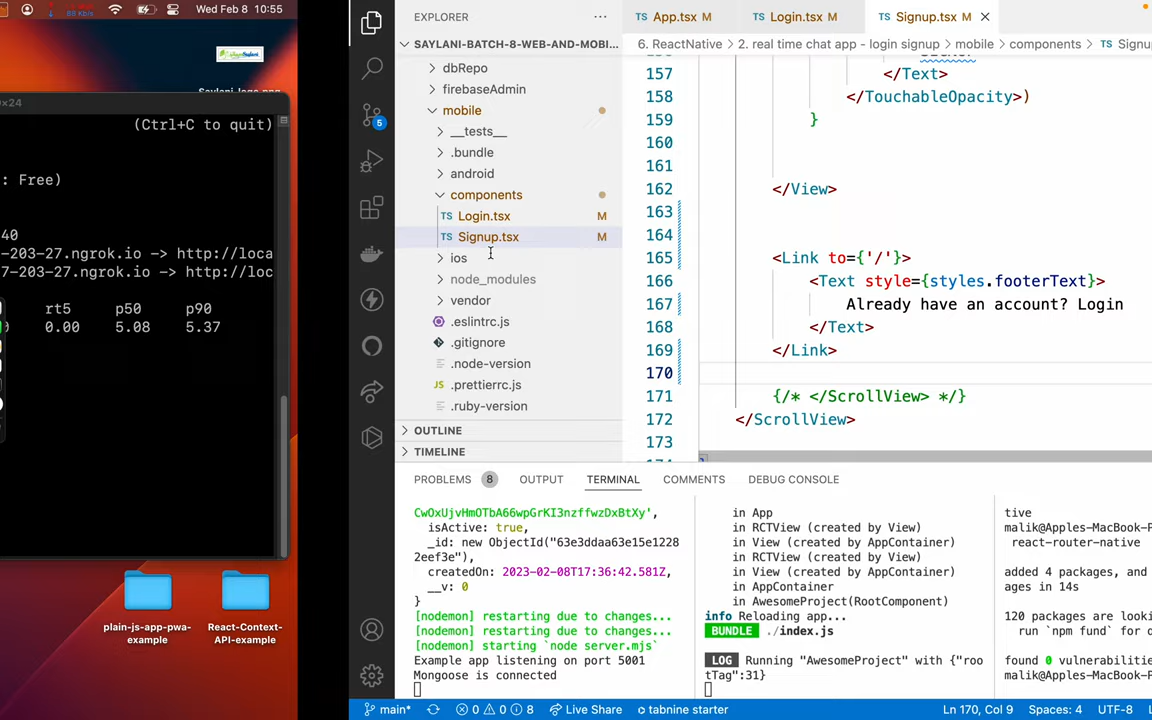 88 KB/s
Wed Feb 8 10:55
Saylani-logo.png
×24
(Ctrl+C to quit)
: Free)
40
-203-27.ngrok.io -> http://loca
7-203-27.ngrok.io -> http://loc
rt5 p50 p90
0.00 5.08 5.37
plain-js-app-pwa-
example
React-Context-
API-example
5
EXPLORER
SAYLANI-BATCH-8-WEB-AND-MOBI...
dbRepo
firebaseAdmin
mobile
__tests__
.bundle
android
components
TS Login.tsx M
TS Signup.tsx M
ios
node_modules
vendor
.eslintrc.js
.gitignore
.node-version
JS .prettierrc.js
.ruby-version
OUTLINE
TIMELINE
TS App.tsx M
TS Login.tsx M
TS Signup.tsx M
6. ReactNative > 2. real time chat app - login signup > mobile > components > TS Signu
157 </Text>
158 </TouchableOpacity>)
159 }
160
161
162 </View>
163
164
165 <Link to={'/'}>
166 <Text style={styles.footerText}>
167 Already have an account? Login
168 </Text>
169 </Link>
170
171 {/* </ScrollView> */}
172 </ScrollView>
173
PROBLEMS 8 OUTPUT TERMINAL COMMENTS DEBUG CONSOLE
CwOxUjvHmOTbA66wpGrKI3nzffwzDxBtXy',
isActive: true,
_id: new ObjectId("63e3ddaa63e15e1228
2eef3e"),
createdOn: 2023-02-08T17:36:42.581Z,
__v: 0
}
[nodemon] restarting due to changes...
[nodemon] restarting due to changes...
[nodemon] starting `node server.mjs`
Example app listening on port 5001
Mongoose is connected
in App
in RCTView (created by View)
in View (created by AppContainer)
in RCTView (created by View)
in View (created by AppContainer)
in AppContainer
in AwesomeProject(RootComponent)
info Reloading app...
BUNDLE ./index.js
LOG Running "AwesomeProject" with {"roo
tTag":31}
tive
malik@Apples-MacBook-P
react-router-native
added 4 packages, and
ages in 14s
120 packages are looki
run `npm fund` for d
found 0 vulnerabilitie
malik@Apples-MacBook-P
main* 0 0 8 Live Share tabnine starter
Ln 170, Col 9 Spaces: 4 UTF-8